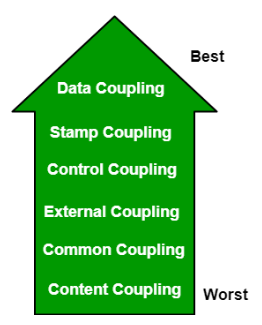 Best
Data Coupling
Stamp Coupling
Control Coupling
External Coupling
Common Coupling
Content Coupling
Worst